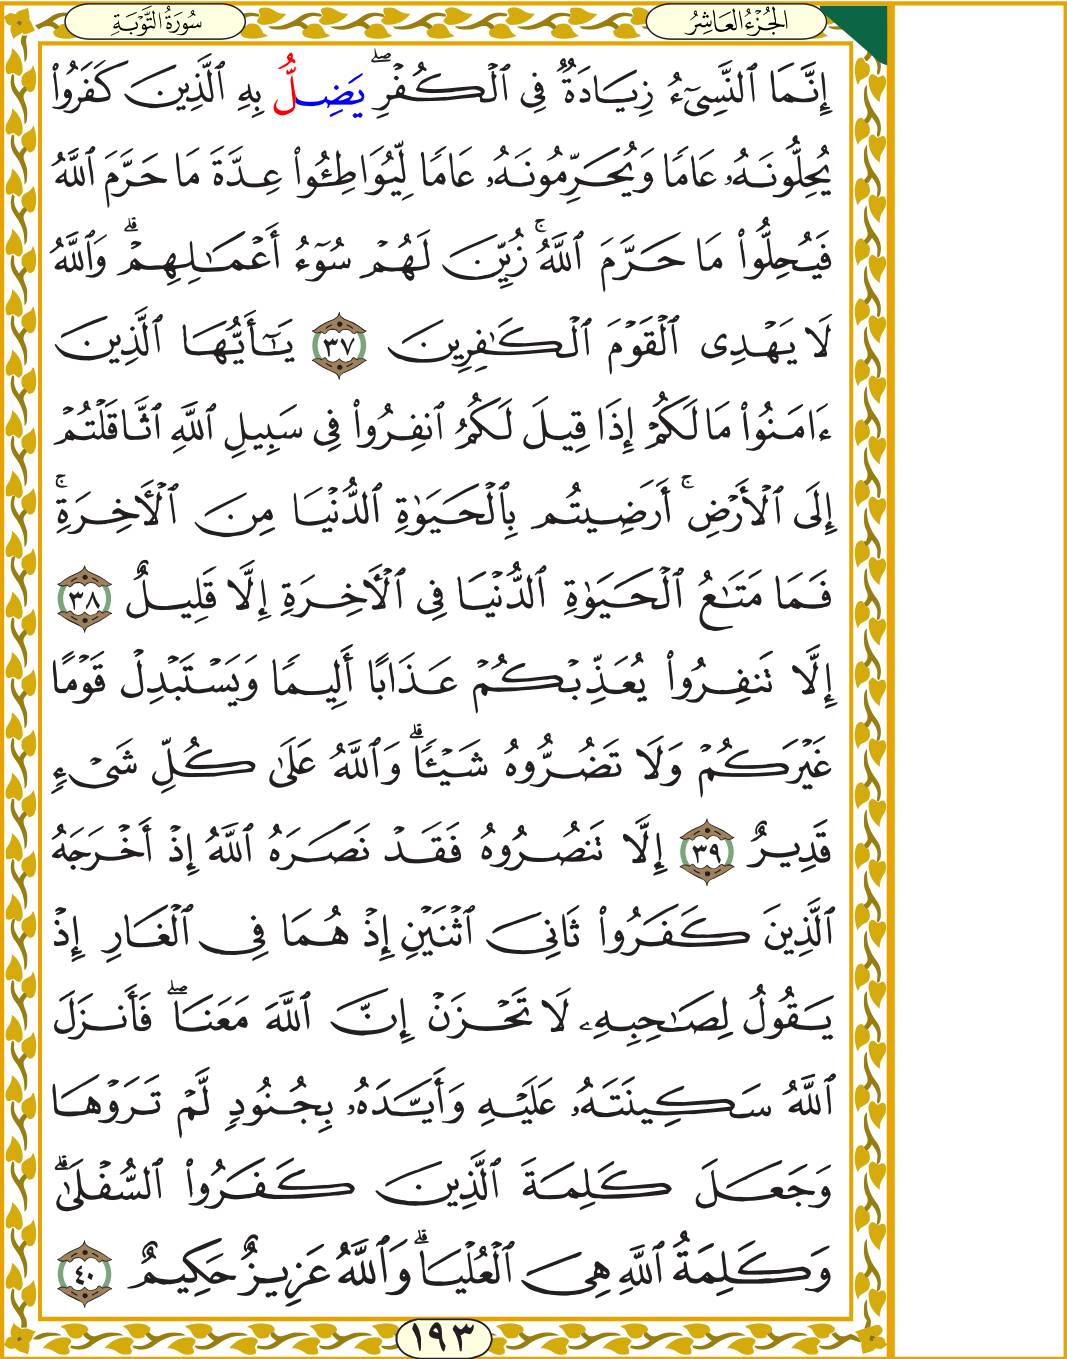 الجُزْءُ العَاشِرُ
سُورَةُ التَّوْبَةِ
إِنَّمَا ٱلنَّسِىٓءُ زِيَادَةٌ فِى ٱلْكُفْرِۖ يَضِلُّ بِهِ ٱلَّذِينَ كَفَرُوا۟
يُحِلُّونَهُۥ عَامًا وَيُحَرِّمُونَهُۥ عَامًا لِّيُوَاطِـُٔوا۟ عِدَّةَ مَا حَرَّمَ ٱللَّهُ
فَيُحِلُّوا۟ مَا حَرَّمَ ٱللَّهُۚ زُيِّنَ لَهُمْ سُوٓءُ أَعْمَـٰلِهِمْۗ وَٱللَّهُ
لَا يَهْدِى ٱلْقَوْمَ ٱلْكَـٰفِرِينَ ٣٧ يَـٰٓأَيُّهَا ٱلَّذِينَ
ءَامَنُوا۟ مَا لَكُمْ إِذَا قِيلَ لَكُمُ ٱنفِرُوا۟ فِى سَبِيلِ ٱللَّهِ ٱثَّاقَلْتُمْ
إِلَى ٱلْأَرْضِۚ أَرَضِيتُم بِٱلْحَيَوٰةِ ٱلدُّنْيَا مِنَ ٱلْـَٔاخِرَةِۚ
فَمَا مَتَـٰعُ ٱلْحَيَوٰةِ ٱلدُّنْيَا فِى ٱلْـَٔاخِرَةِ إِلَّا قَلِيلٌ ٣٨
إِلَّا تَنفِرُوا۟ يُعَذِّبْكُمْ عَذَابًا أَلِيمًا وَيَسْتَبْدِلْ قَوْمًا
غَيْرَكُمْ وَلَا تَضُرُّوهُ شَيْـًٔاۗ وَٱللَّهُ عَلَىٰ كُلِّ شَىْءٍ
قَدِيرٌ ٣٩ إِلَّا تَنصُرُوهُ فَقَدْ نَصَرَهُ ٱللَّهُ إِذْ أَخْرَجَهُ
ٱلَّذِينَ كَفَرُوا۟ ثَانِىَ ٱثْنَيْنِ إِذْ هُمَا فِى ٱلْغَارِ إِذْ
يَقُولُ لِصَـٰحِبِهِۦ لَا تَحْزَنْ إِنَّ ٱللَّهَ مَعَنَاۖ فَأَنزَلَ
ٱللَّهُ سَكِينَتَهُۥ عَلَيْهِ وَأَيَّدَهُۥ بِجُنُودٍ لَّمْ تَرَوْهَا
وَجَعَلَ كَلِمَةَ ٱلَّذِينَ كَفَرُوا۟ ٱلسُّفْلَىٰۗ
وَكَلِمَةُ ٱللَّهِ هِىَ ٱلْعُلْيَاۗ وَٱللَّهُ عَزِيزٌ حَكِيمٌ ٤٠
١٩٣